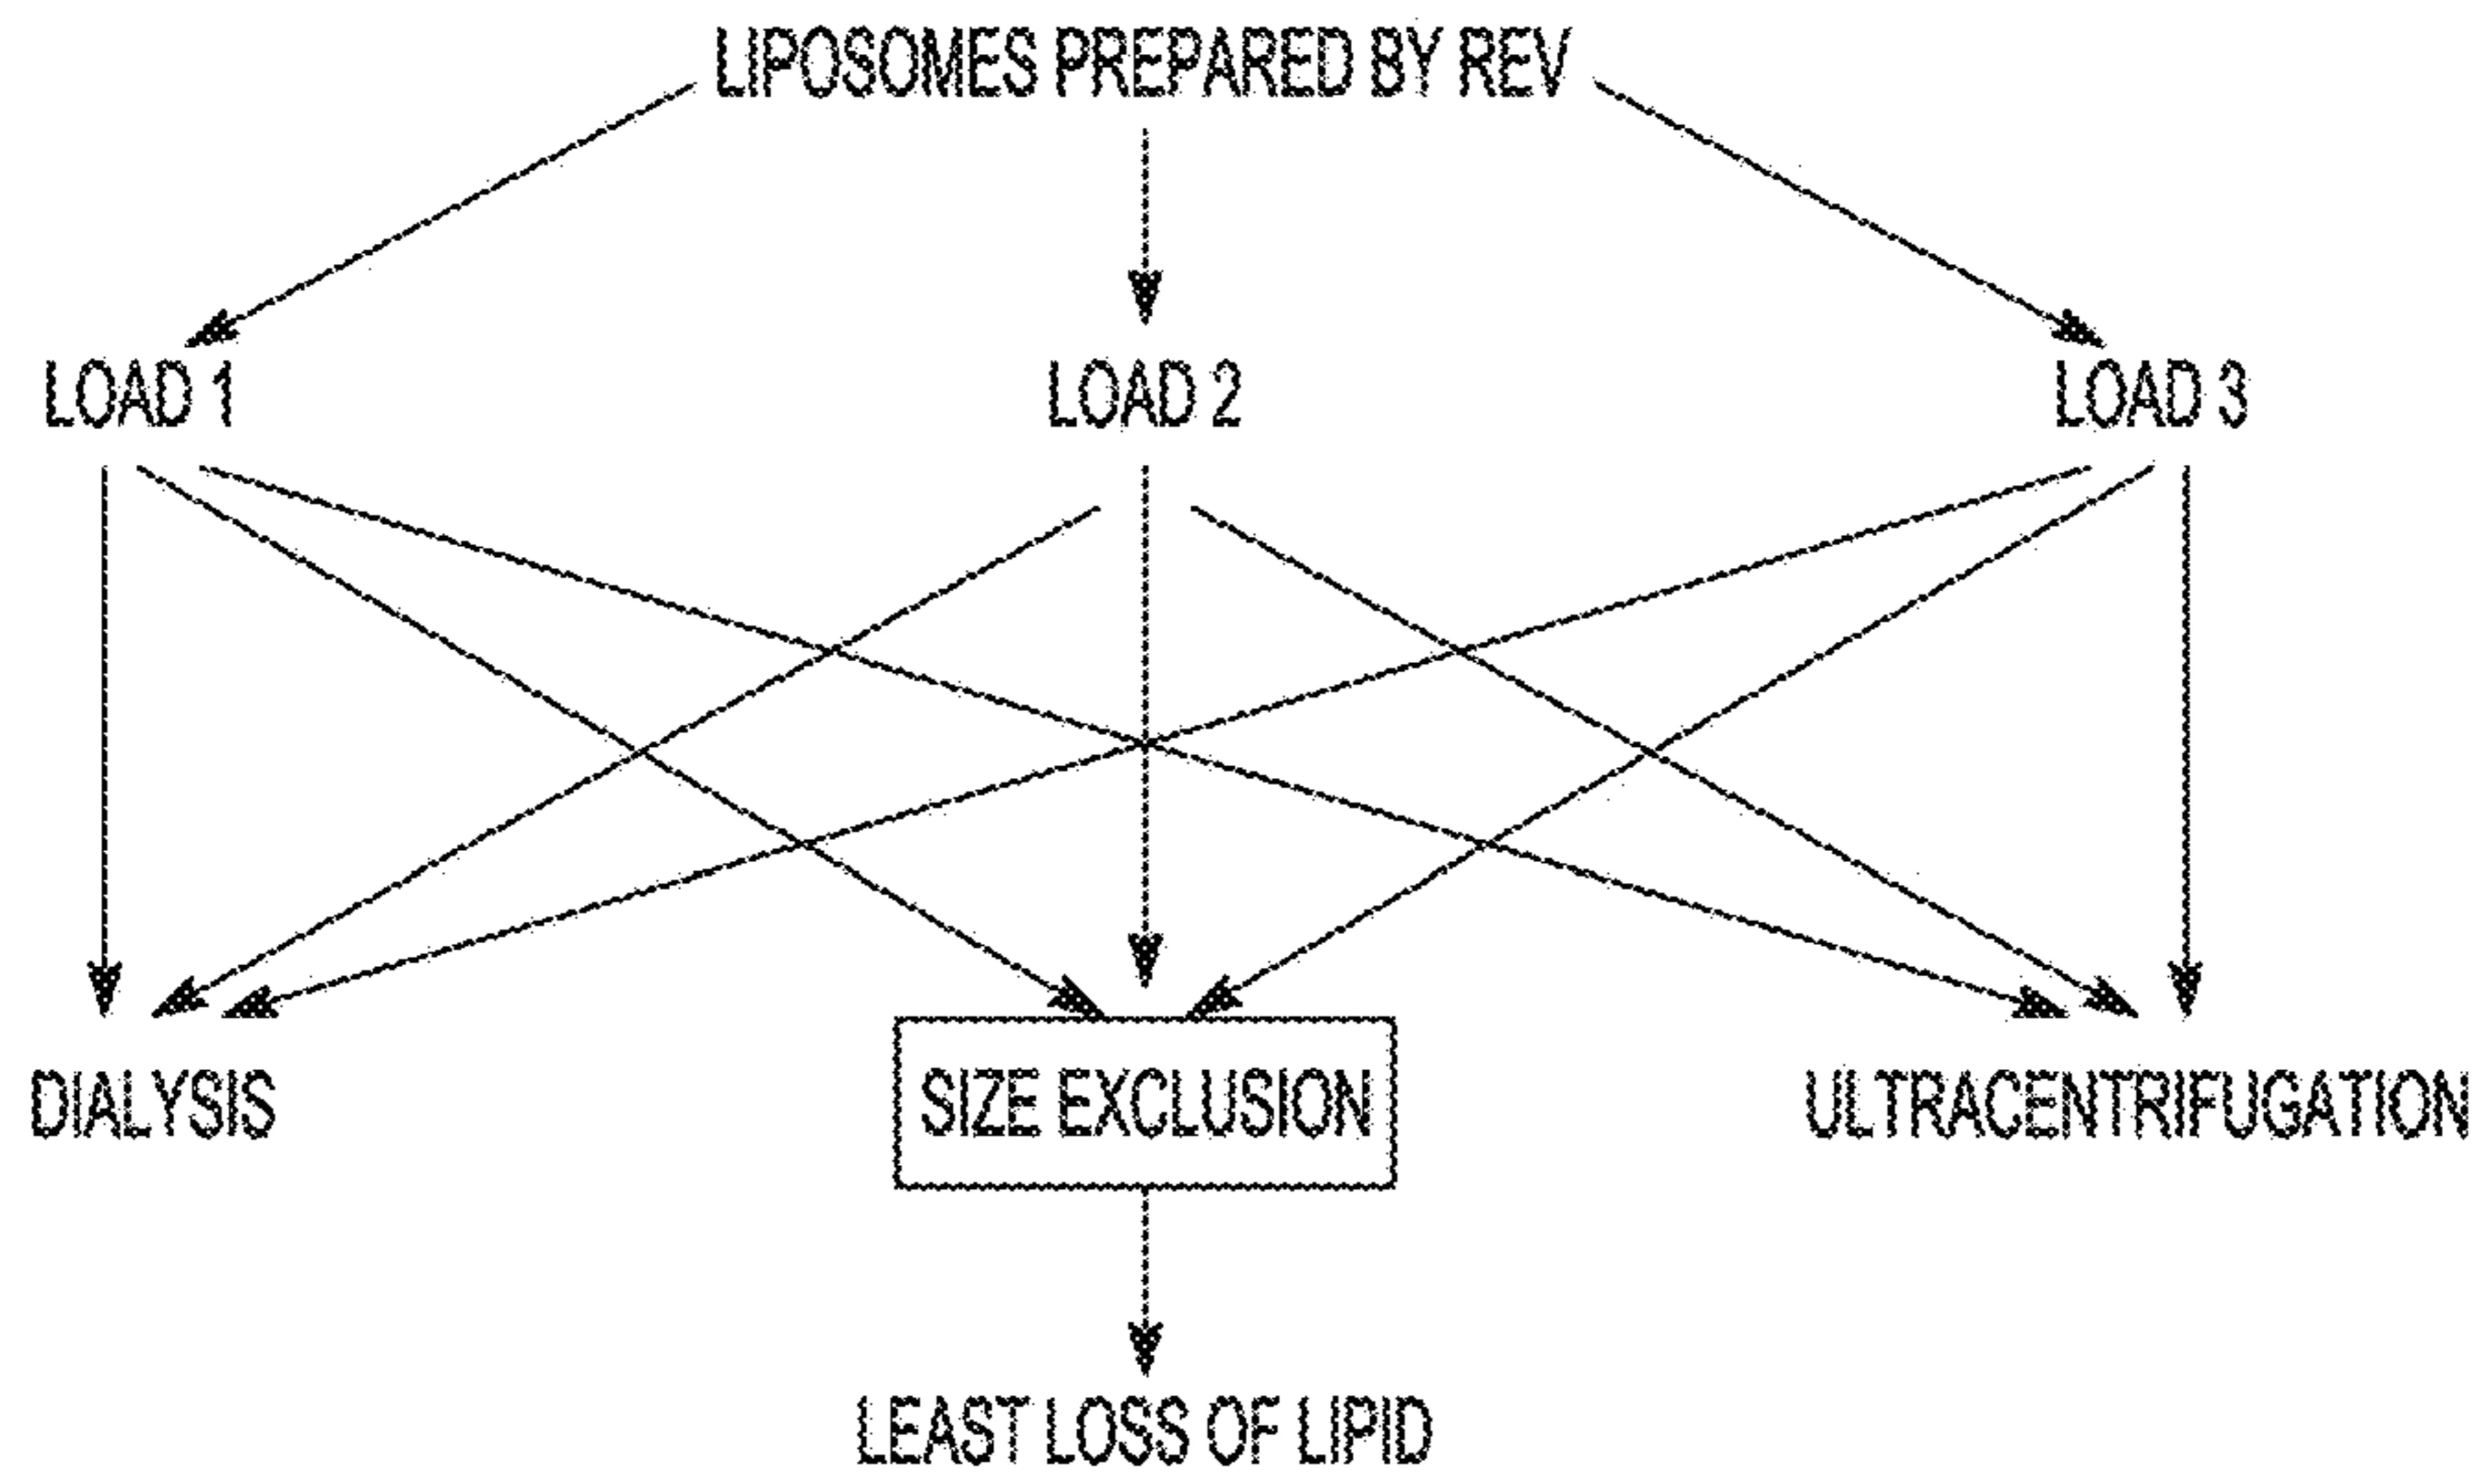 LIPOSOMES PREPARED BY REV
LOAD 1
LOAD 2
LOAD 3
DIALYSIS
SIZE EXCLUSION
ULTRACENTRIFUGATION
LEAST LOSS OF LIPID